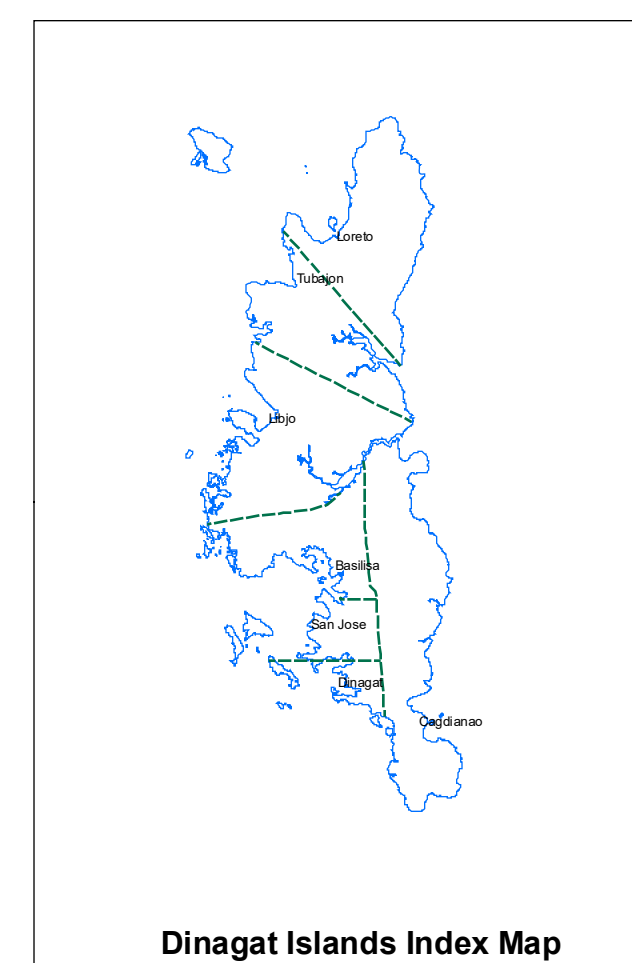 Loreto
Tubajon
Libjo
Basilisa
San Jose
Dinagat
Cagdianao
Dinagat Islands Index Map